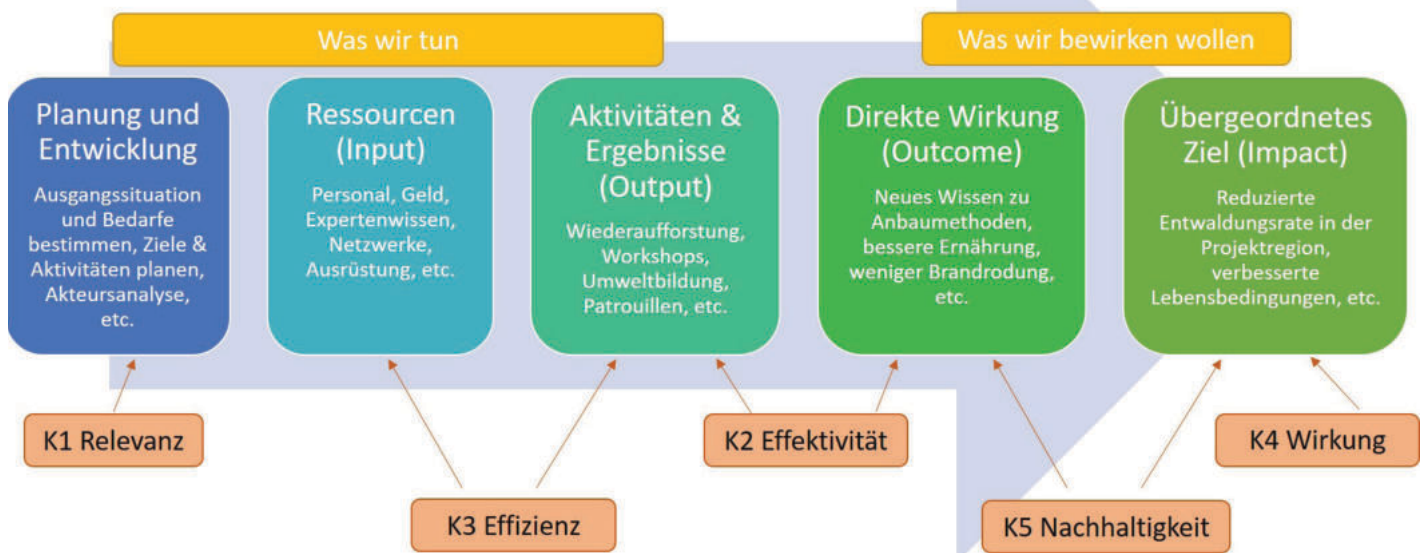 Was wir tun
Was wir bewirken wollen
Planung und
Entwicklung
Ausgangssituation
und Bedarfe
bestimmen, Ziele &
Aktivitäten planen,
Akteursanalyse,
etc.
Ressourcen
(Input)
Personal, Geld,
Expertenwissen,
Netzwerke,
Ausrüstung, etc.
Aktivitäten &
Ergebnisse
(Output)
Wiederaufforstung,
Workshops,
Umweltbildung,
Patrouillen, etc.
Direkte Wirkung
(Outcome)
Neues Wissen zu
Anbaumethoden,
bessere Ernährung,
weniger Brandrodung,
etc.
Übergeordnetes
Ziel (Impact)
Reduzierte
Entwaldungsrate in der
Projektregion,
verbesserte
Lebensbedingungen, etc.
K1 Relevanz
K2 Effektivität
K4 Wirkung
K3 Effizienz
K5 Nachhaltigkeit